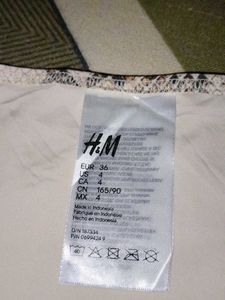 H&M
EUR 36
US 4
CA 4
CN 165/90
MX 4
Made in Indonesia
Fabriqué en Indonésie
Hecho en Indonesia
40